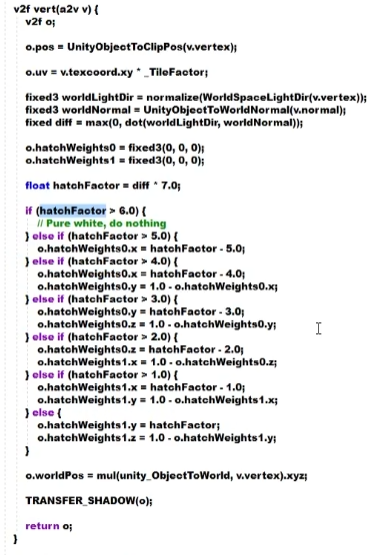 v2f vert(a2v v) {
v2f o;
o.pos = UnityObjectToClipPos(v.vertex);
o.uv = v.texcoord.xy * _TileFactor;
fixed3 worldLightDir = normalize(WorldSpaceLightDir(v.vertex));
fixed3 worldNormal = UnityObjectToWorldNormal(v.normal);
fixed diff = max(0, dot(worldLightDir, worldNormal));
o.hatchWeights0 = fixed3(0, 0, 0);
o.hatchWeights1 = fixed3(0, 0, 0);
float hatchFactor = diff * 7.0;
if (hatchFactor > 6.0) {
// Pure white, do nothing
} else if (hatchFactor > 5.0) {
o.hatchWeights0.x = hatchFactor - 5.0;
} else if (hatchFactor > 4.0) {
o.hatchWeights0.x = hatchFactor - 4.0;
o.hatchWeights0.y = 1.0 - o.hatchWeights0.x;
} else if (hatchFactor > 3.0) {
o.hatchWeights0.y = hatchFactor - 3.0;
o.hatchWeights0.z = 1.0 - o.hatchWeights0.y;
} else if (hatchFactor > 2.0) {
o.hatchWeights0.z = hatchFactor - 2.0;
o.hatchWeights1.x = 1.0 - o.hatchWeights0.z;
} else if (hatchFactor > 1.0) {
o.hatchWeights1.x = hatchFactor - 1.0;
o.hatchWeights1.y = 1.0 - o.hatchWeights1.x;
} else {
o.hatchWeights1.y = hatchFactor;
o.hatchWeights1.z = 1.0 - o.hatchWeights1.y;
}
o.worldPos = mul(unity_ObjectToWorld, v.vertex).xyz;
TRANSFER_SHADOW(o);
return o;
}